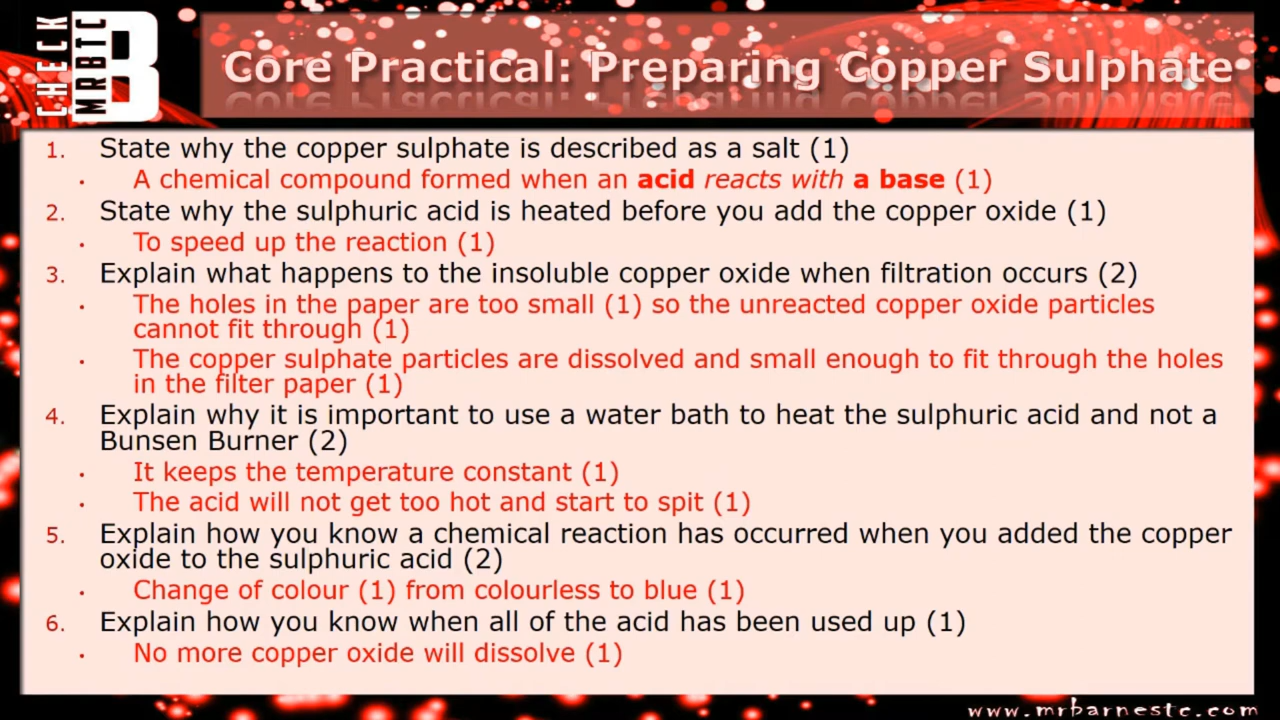 CHECK
MRBTC
B
Core Practical: Preparing Copper Sulphate
1. State why the copper sulphate is described as a salt (1)
• A chemical compound formed when an acid reacts with a base (1)
2. State why the sulphuric acid is heated before you add the copper oxide (1)
• To speed up the reaction (1)
3. Explain what happens to the insoluble copper oxide when filtration occurs (2)
• The holes in the paper are too small (1) so the unreacted copper oxide particles
cannot fit through (1)
• The copper sulphate particles are dissolved and small enough to fit through the holes
in the filter paper (1)
4. Explain why it is important to use a water bath to heat the sulphuric acid and not a
Bunsen Burner (2)
• It keeps the temperature constant (1)
• The acid will not get too hot and start to spit (1)
5. Explain how you know a chemical reaction has occurred when you added the copper
oxide to the sulphuric acid (2)
• Change of colour (1) from colourless to blue (1)
6. Explain how you know when all of the acid has been used up (1)
• No more copper oxide will dissolve (1)
www.mrbarnestc.com